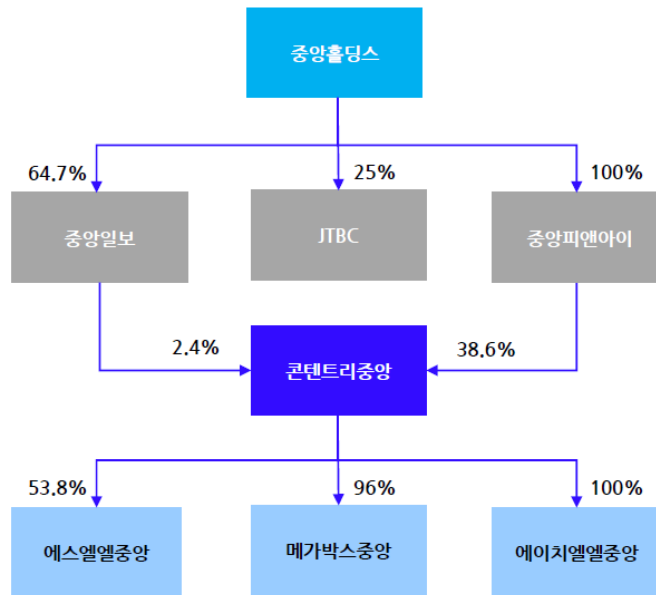 중앙홀딩스
64.7%
25%
100%
중앙일보
JTBC
중앙피앤아이
2.4%
콘텐트리중앙
38.6%
53.8%
96%
100%
에스엘엘중앙
메가박스중앙
에이치엘엘중앙